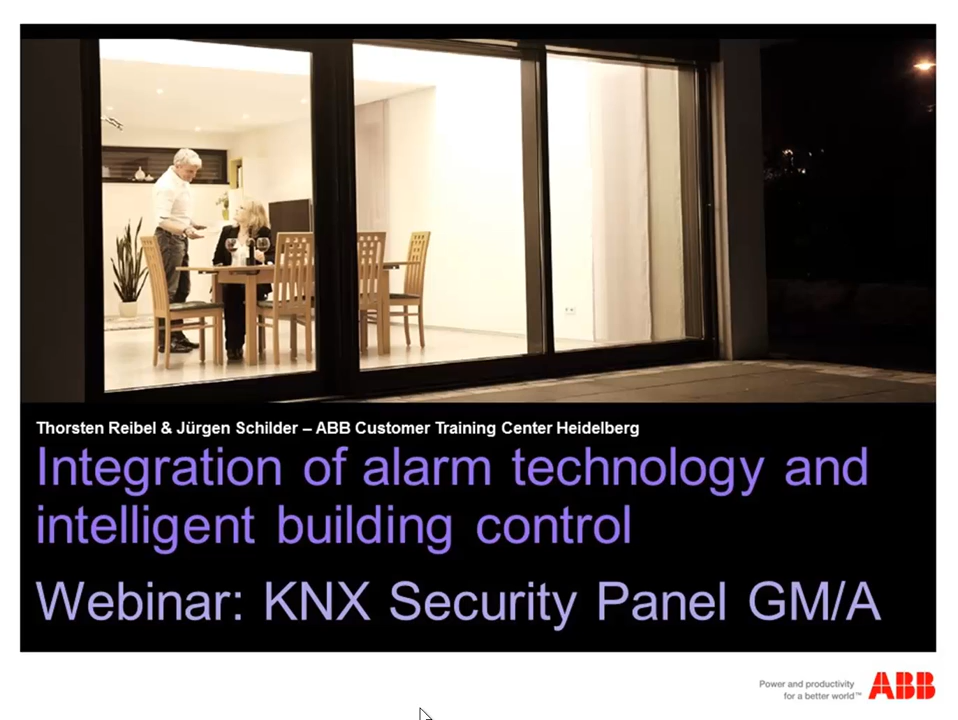 Thorsten Reibel & Jürgen Schilder – ABB Customer Training Center Heidelberg
Integration of alarm technology and
intelligent building control
Webinar: KNX Security Panel GM/A
Power and productivity
for a better world™
ABB